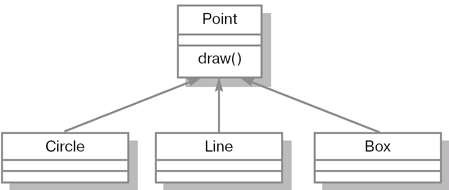 Point
draw()
Circle
Line
Box